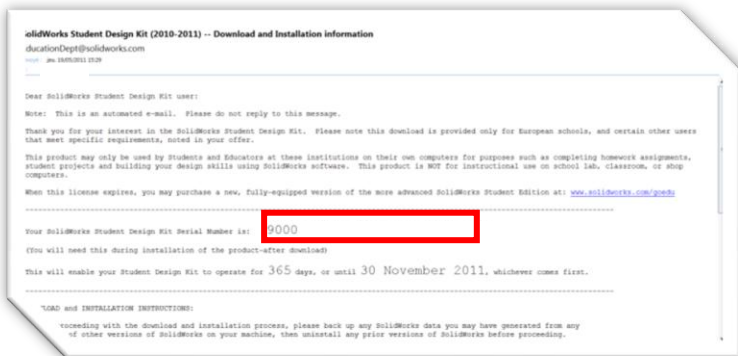 olidWorks Student Design Kit (2010-2011) -- Download and Installation information
ducationDept@solidworks.com
jeu. 10/03/2011 15:29
Dear SolidWorks Student Design Kit user:
Note: This is an automated e-mail. Please do not reply to this message.
Thank you for your interest in the SolidWorks Student Design Kit. Please note this download is provided only for European schools, and certain other users
that meet specific requirements, noted in your offer.
This product may only be used by Students and Educators at these institutions on their own computers for purposes such as completing homework assignments,
student projects and building your design skills using SolidWorks software. This product is NOT for instructional use on school lab, classroom, or shop
computers.
When this license expires, you may purchase a new, fully-equipped version of the more advanced SolidWorks Student Edition at: www.solidworks.com/goedu
Your SolidWorks Student Design Kit Serial Number is: 9000
(You will need this during installation of the product-after download)
This will enable your Student Design Kit to operate for 365 days, or until 30 November 2011, whichever comes first.
LOAD and INSTALLATION INSTRUCTIONS:
roceeding with the download and installation process, please back up any SolidWorks data you may have generated from any
of other versions of SolidWorks on your machine, then uninstall any prior versions of SolidWorks before proceeding.